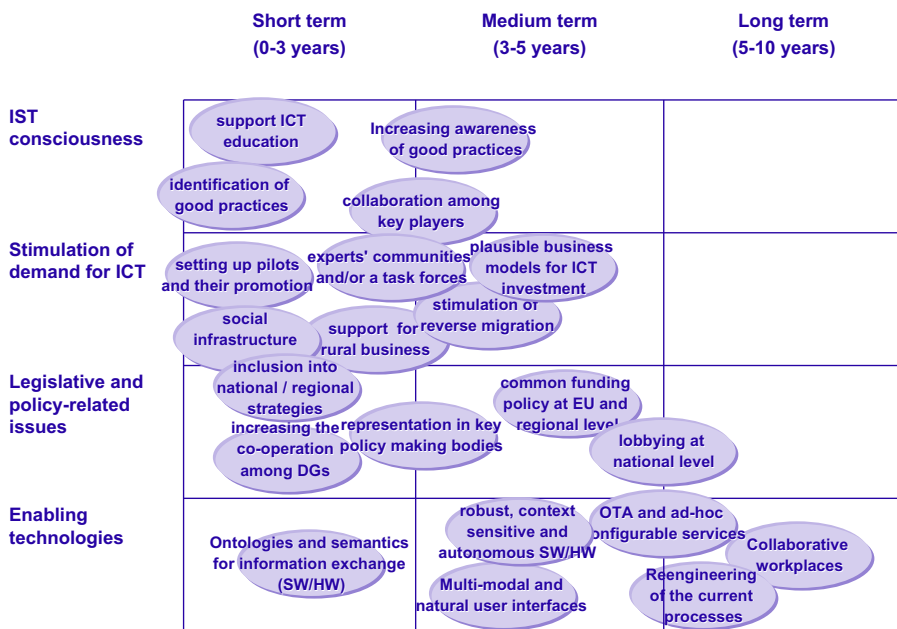 Short term
(0-3 years)
Medium term
(3-5 years)
Long term
(5-10 years)
IST
consciousness
support ICT
education
Increasing awareness
of good practices
identification of
good practices
collaboration among
key players
Stimulation of
demand for ICT
setting up pilots
and their promotion
experts' communities
and/or a task forces
plausible business
models for ICT
investment
social
infrastructure
support for
rural business
stimulation of
reverse migration
Legislative and
policy-related
issues
inclusion into
national / regional
strategies
common funding
policy at EU and
regional level
increasing the
co-operation
among DGs
representation in key
policy making bodies
lobbying at
national level
Enabling
technologies
Ontologies and semantics
for information exchange
(SW/HW)
robust, context
sensitive and
autonomous SW/HW
OTA and ad-hoc
configurable services
Collaborative
workplaces
Multi-modal and
natural user interfaces
Reengineering
of the current
processes